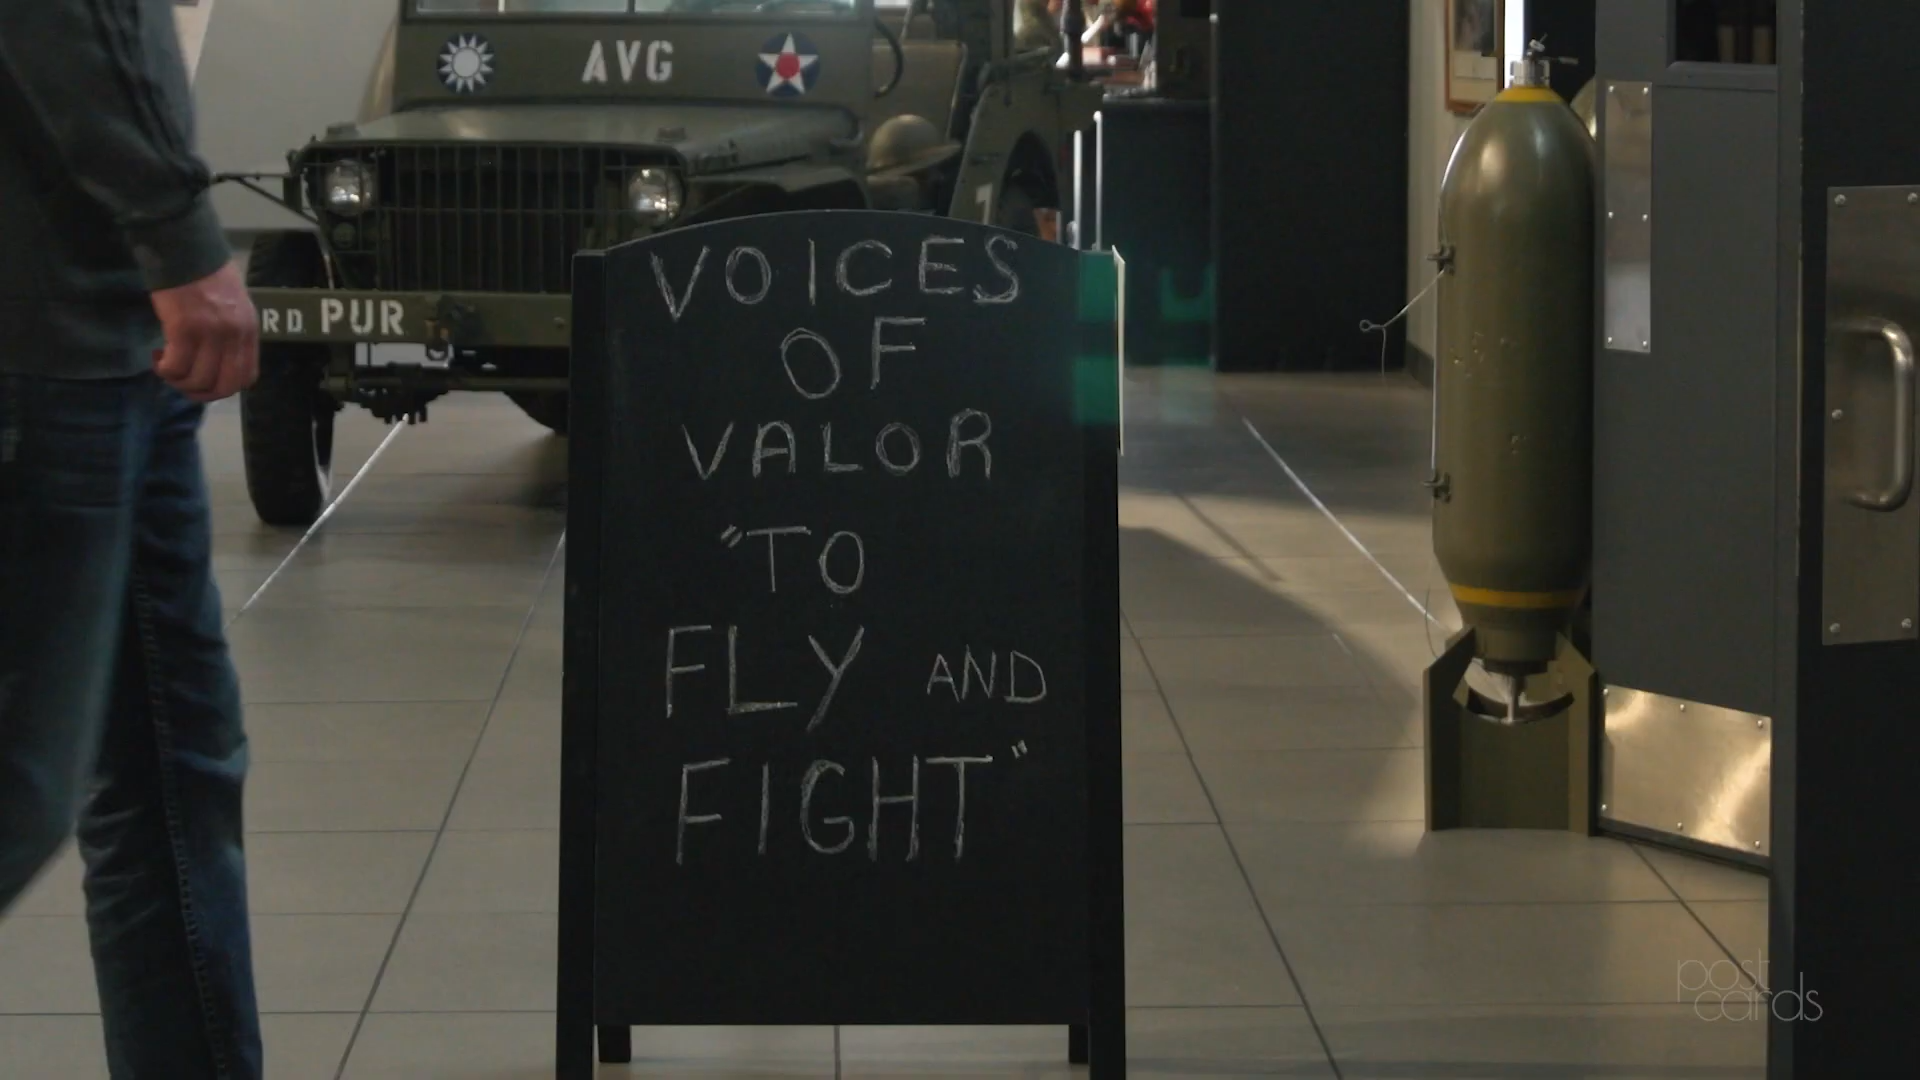 AVG
RD. PUR
VOICES
OF
VALOR
"TO
FLY AND
FIGHT"
post
cards